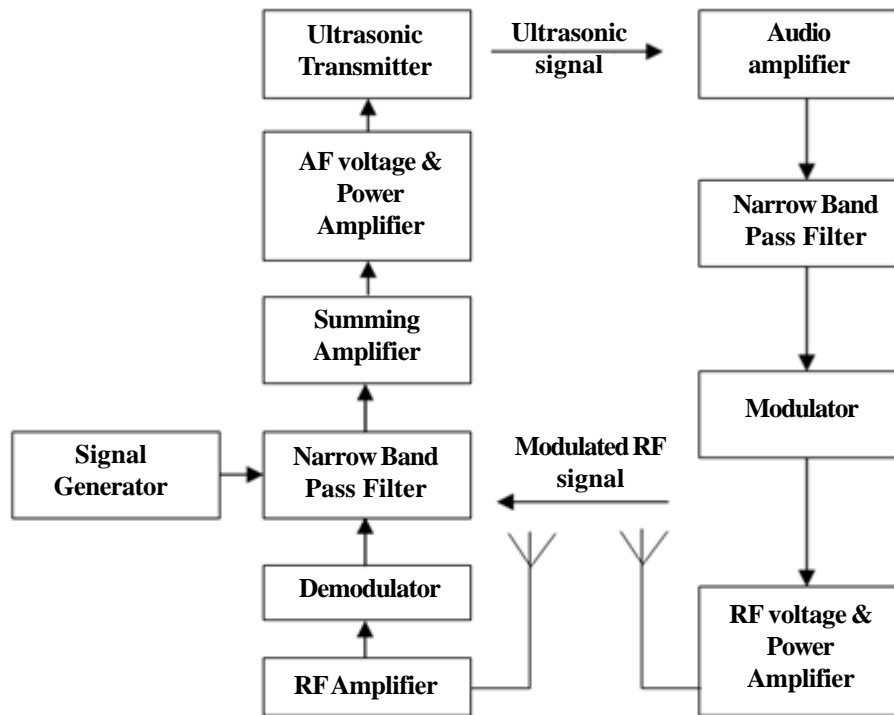 Ultrasonic
Transmitter
Ultrasonic
signal
Audio
amplifier
AF voltage &
Power
Amplifier
Narrow Band
Pass Filter
Summing
Amplifier
Modulator
Signal
Generator
Narrow Band
Pass Filter
Modulated RF
signal
Demodulator
RF voltage &
Power
Amplifier
RF Amplifier